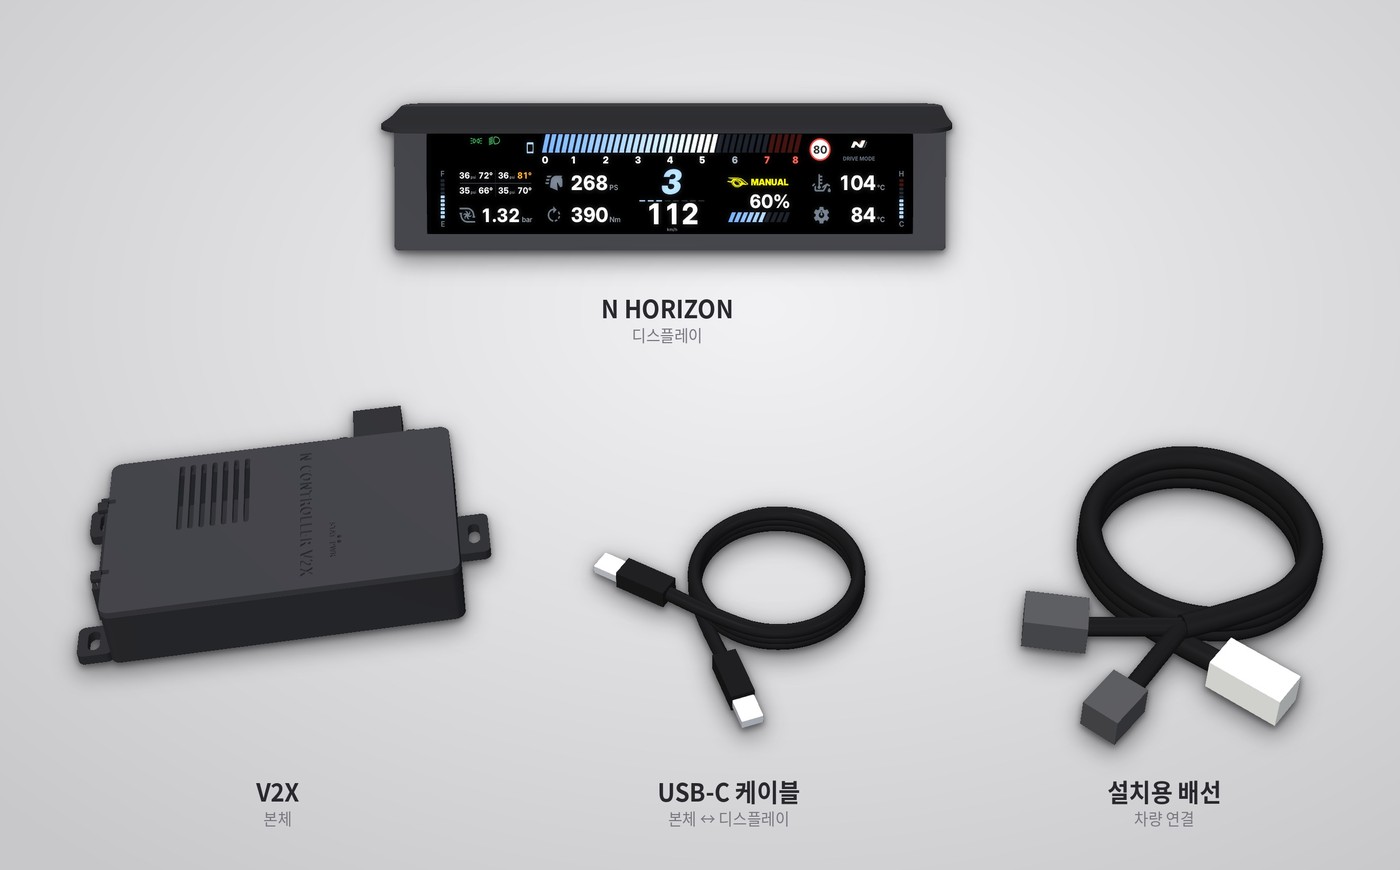 0 1 2 3 4 5 6 7 8
80
N
DRIVE MODE
F
36 72° 36 81°
35 66° 35 70°
1.32 bar
E
268 PS
390 Nm
3
112
km/h
MANUAL
60%
104 °C
84 °C
H
C
N HORIZON
디스플레이
N CONTROLLER V2X
V2X
본체
USB-C 케이블
본체 ↔ 디스플레이
설치용 배선
차량 연결